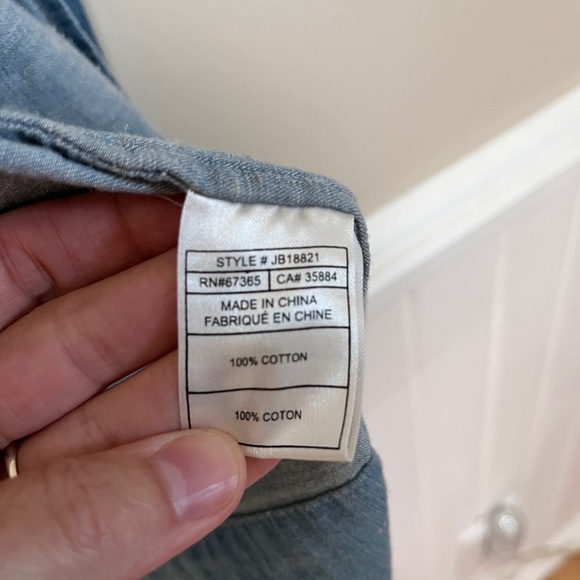 STYLE # JB18821
RN#67365 CA# 35884
MADE IN CHINA
FABRIQUÉ EN CHINE
100% COTTON
100% COTON